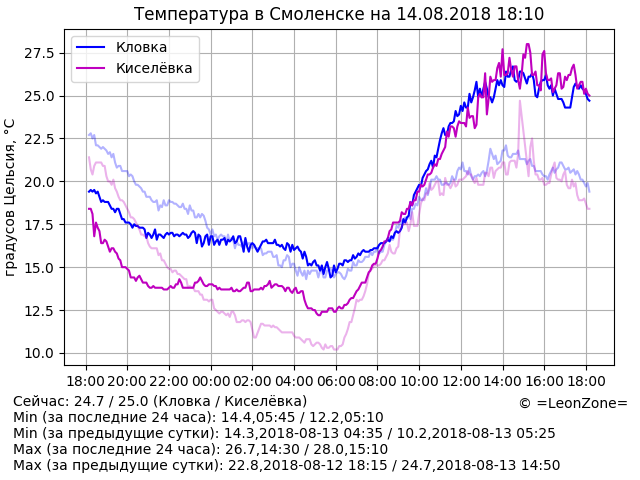 Температура в Смоленске на 14.08.2018 18:10
Кловка
Киселёвка
градусов Цельсия, °C
27.5
25.0
22.5
20.0
17.5
15.0
12.5
10.0
18:00 20:00 22:00 00:00 02:00 04:00 06:00 08:00 10:00 12:00 14:00 16:00 18:00
Сейчас: 24.7 / 25.0 (Кловка / Киселёвка)
© =LeonZone=
Min (за последние 24 часа): 14.4,05:45 / 12.2,05:10
Min (за предыдущие сутки): 14.3,2018-08-13 04:35 / 10.2,2018-08-13 05:25
Max (за последние 24 часа): 26.7,14:30 / 28.0,15:10
Max (за предыдущие сутки): 22.8,2018-08-12 18:15 / 24.7,2018-08-13 14:50